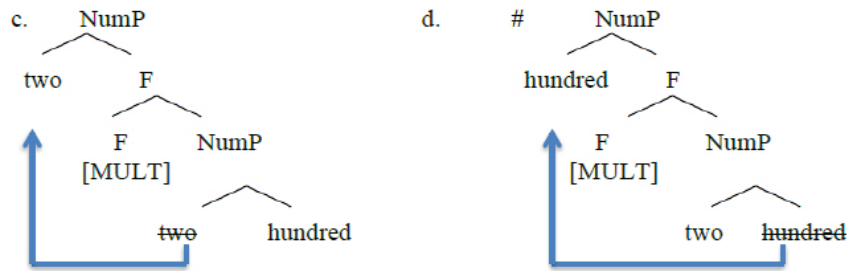 c. NumP d. # NumP
two F hundred F
F NumP F NumP
[MULT] [MULT]
two hundred two hundred